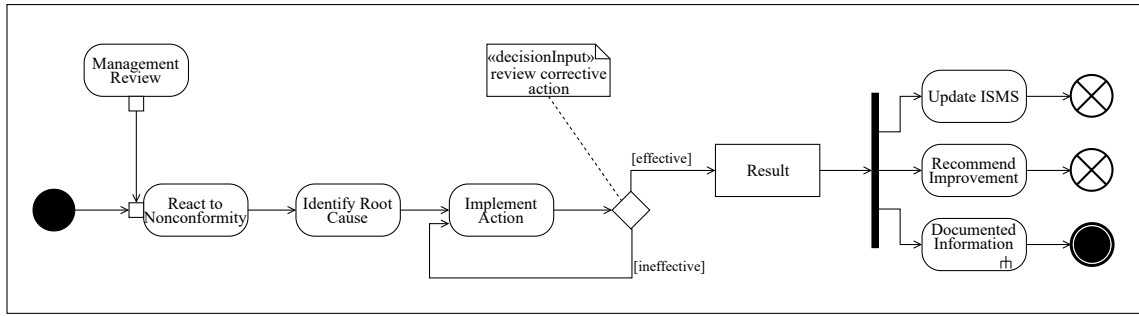 Management
Review
«decisionInput»
review corrective
action
React to
Nonconformity
Identify Root
Cause
Implement
Action
[effective]
[ineffective]
Result
Update ISMS
Recommend
Improvement
Documented
Information